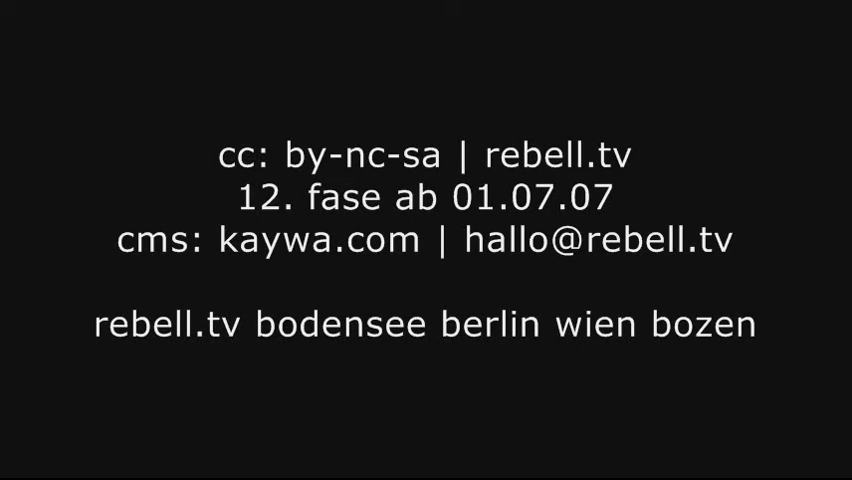 cc: by-nc-sa | rebell.tv
12. fase ab 01.07.07
cms: kaywa.com | hallo@rebell.tv
rebell.tv bodensee berlin wien bozen